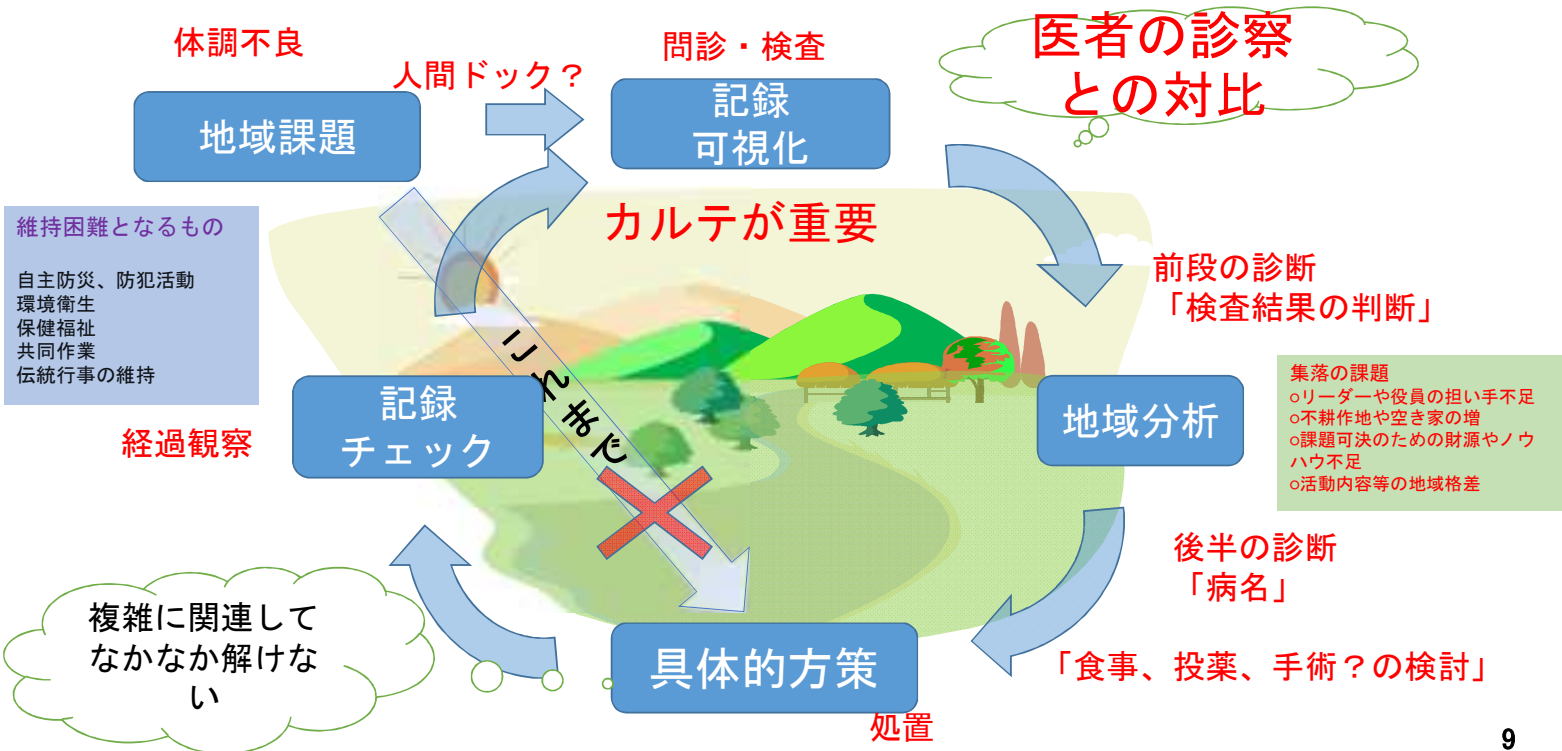 体調不良
人間ドック？
問診・検査
医者の診察
との対比
地域課題
記録
可視化
カルテが重要
維持困難となるもの
自主防災、防犯活動
環境衛生
保健福祉
共同作業
伝統行事の維持
これまで
前段の診断
「検査結果の判断」
記録
チェック
経過観察
地域分析
集落の課題
○リーダーや役員の担い手不足
○不耕作地や空き家の増
○課題可決のための財源やノウ
ハウ不足
○活動内容等の地域格差
後半の診断
「病名」
複雑に関連して
なかなか解けな
い
具体的方策
「食事、投薬、手術？の検討」
処置
9